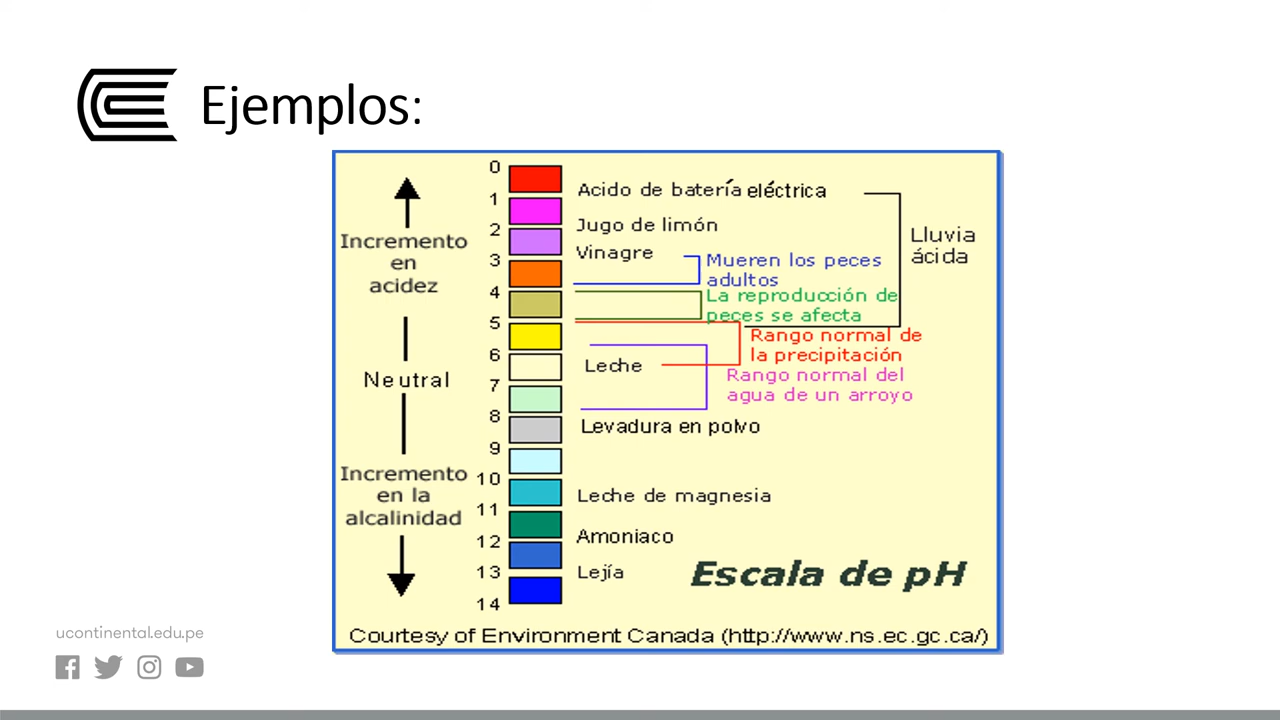 Ejemplos:
0
Acido de batería eléctrica
1
Jugo de limón
2
Vinagre
3
4
5
6
Leche
7
8
Levadura en polvo
9
10
Leche de magnesia
11
Amoniaco
12
13
Lejía
14
Incremento
en
acidez
Neutral
Incremento
en la
alcalinidad
Mueren los peces
adultos
La reproducción de
peces se afecta
Lluvia
ácida
Rango normal de
la precipitación
Rango normal del
agua de un arroyo
Escala de pH
Courtesy of Environment Canada (http://www.ns.ec.gc.ca/)
ucontinental.edu.pe